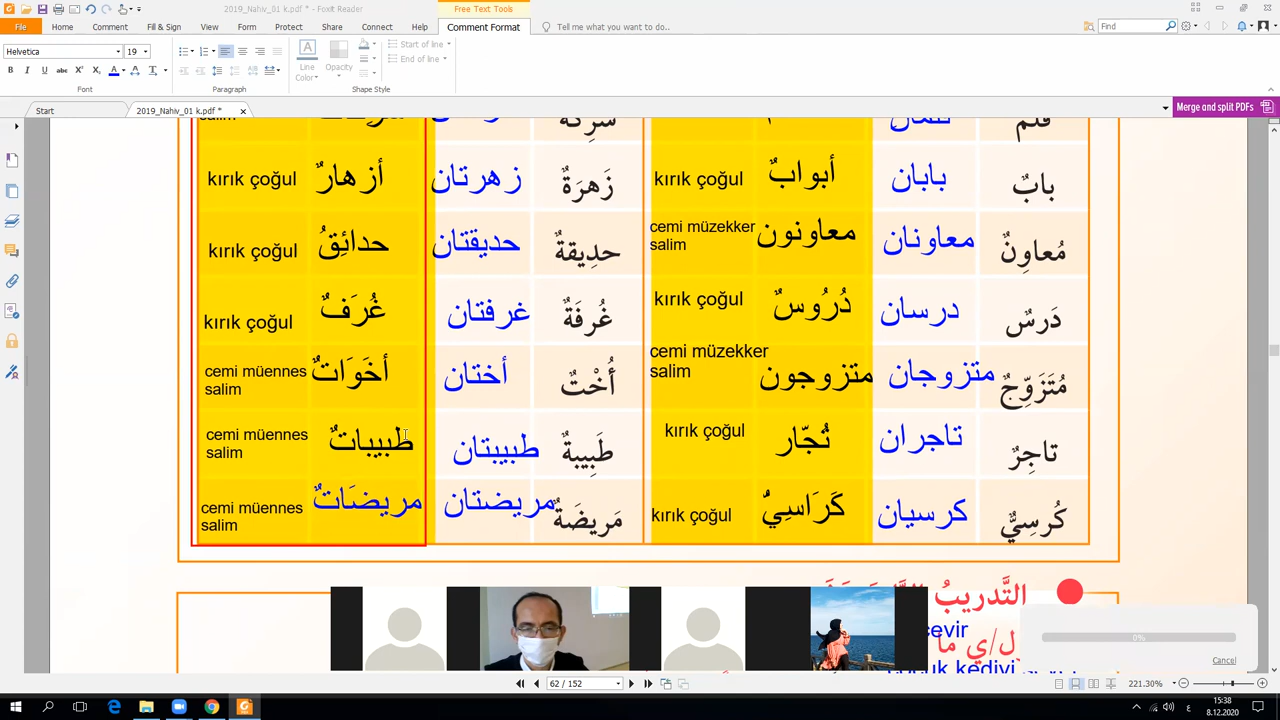 2019_Nahiv_01 k.pdf * - Foxit Reader
Free Text Tools
File Home Comment View Form Protect Share Connect Help Comment Format Tell me what you want to do..
Find
Helvetica 19
Start of line
End of line
Line Color
Opacity
Font Paragraph Shape Style
Start 2019_Nahiv_01 k.pdf *
Merge and split PDFs
بابٌ بابان أبوابٌ kırık çoğul
زَهرَةٌ زهرتان أزهارٌ kırık çoğul
مُعاوِنٌ معاونان معاونون cemi müzekker salim
حدِيقةٌ حديقتان حدائِقُ kırık çoğul
دَرسٌ درسان دُرُوسٌ kırık çoğul
غُرفَةٌ غرفتان غُرَفٌ kırık çoğul
مُتَزَوِّجٌ متزوجان متزوجون cemi müzekker salim
أُخْتٌ أختان أخَوَاتٌ cemi müennes salim
تاجِرٌ تاجران تُجّار kırık çoğul
طَبِيبةٌ طبيبتان طبيباتٌ cemi müennes salim
كُرسِيٌّ كرسيان كَرَاسِيُّ kırık çoğul
مَريضَةٌ مريضتان مريضَاتٌ cemi müennes salim
التَّدريبُ
çevir
0%
Cancel
62 / 152
221.30%
15:38
8.12.2020